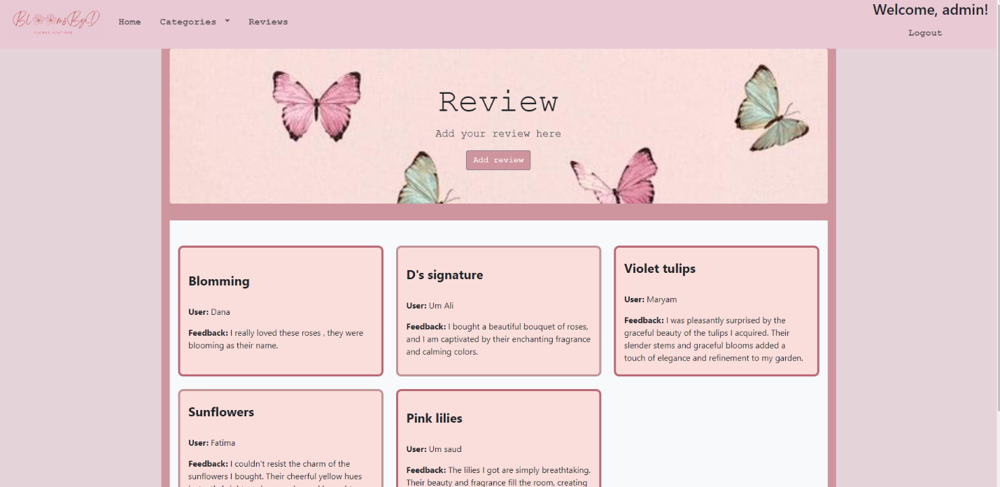 BloomsByD
FLOWER BOUTIQUE
Home
Categories
Reviews
Welcome, admin!
Logout
Review
Add your review here
Add review
Blomming
User: Dana
Feedback: I really loved these roses , they were
blooming as their name.
D's signature
User: Um Ali
Feedback: I bought a beautiful bouquet of roses,
and I am captivated by their enchanting fragrance
and calming colors.
Violet tulips
User: Maryam
Feedback: I was pleasantly surprised by the
graceful beauty of the tulips I acquired. Their
slender stems and graceful blooms added a
touch of elegance and refinement to my garden.
Sunflowers
User: Fatima
Feedback: I couldn't resist the charm of the
sunflowers I bought. Their cheerful yellow hues
Pink lilies
User: Um saud
Feedback: The lilies I got are simply breathtaking.
Their beauty and fragrance fill the room, creating